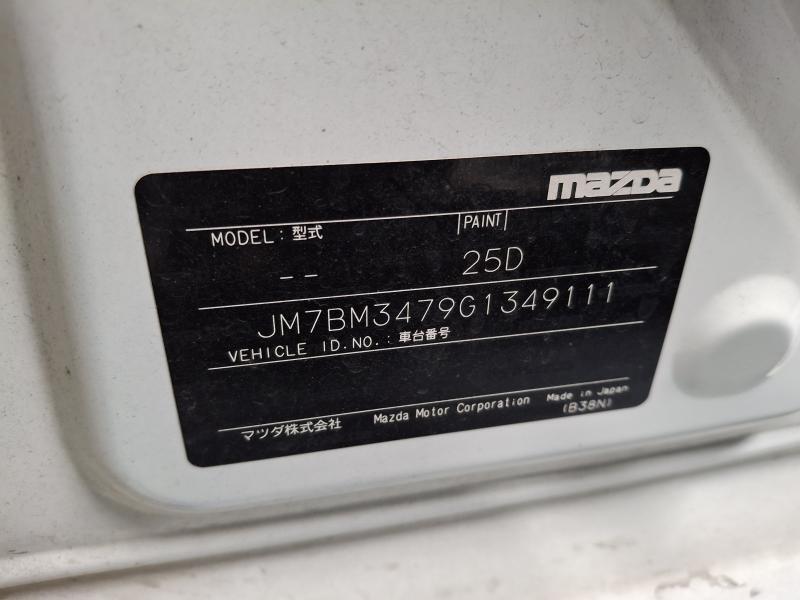 mazda
MODEL : 型式
PAINT
-- 25D
JM7BM3479G1349111
VEHICLE ID.NO. : 車台番号
マツダ株式会社 Mazda Motor Corporation Made in Japan
(B38N)